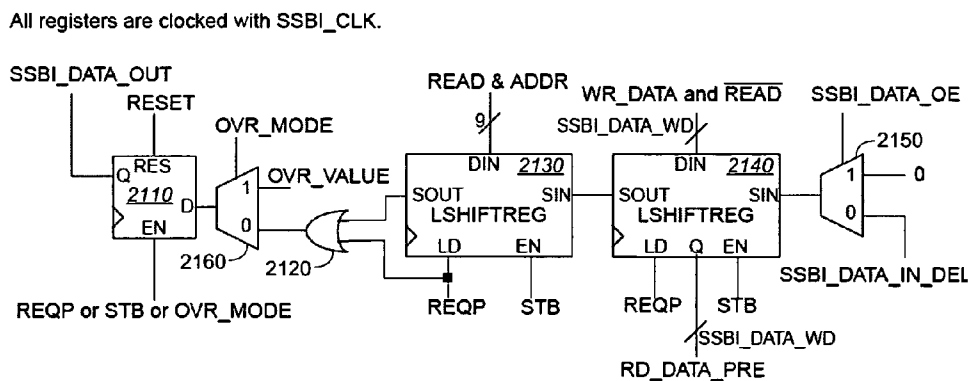 All registers are clocked with SSBI_CLK.
SSBI_DATA_OUT
RESET
OVR_MODE
READ & ADDR
WR_DATA and READ
SSBI_DATA_OE
9
SSBI_DATA_WD
2150
RES
Q
2110
D
EN
1
OVR_VALUE
0
2160
2120
DIN
2130
SOUT
SIN
LSHIFTREG
LD
EN
DIN
2140
SOUT
SIN
LSHIFTREG
LD
Q
EN
1
0
0
SSBI_DATA_IN_DEL
REQP or STB or OVR_MODE
REQP
STB
REQP
STB
SSBI_DATA_WD
RD_DATA_PRE